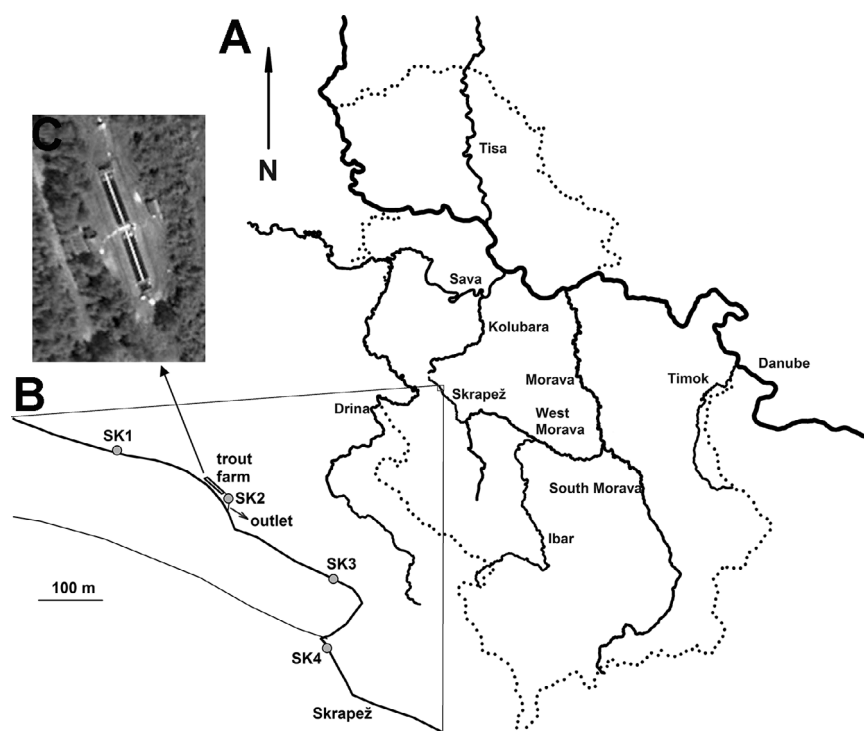 A
N
C
Tisa
Sava
Kolubara
Morava
Timok
Danube
B
Skrapež
West
Morava
Drina
SK1
trout
farm
SK2
outlet
South Morava
Ibar
SK3
100 m
SK4
Skrapež